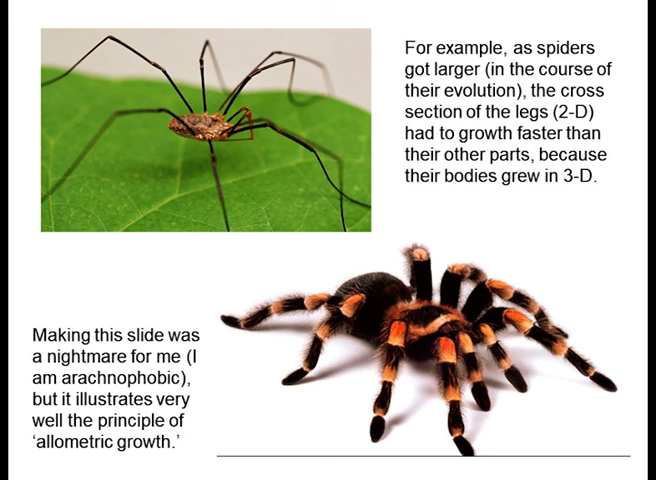 For example, as spiders
got larger (in the course of
their evolution), the cross
section of the legs (2-D)
had to growth faster than
their other parts, because
their bodies grew in 3-D.
Making this slide was
a nightmare for me (I
am arachnophobic),
but it illustrates very
well the principle of
‘allometric growth.’